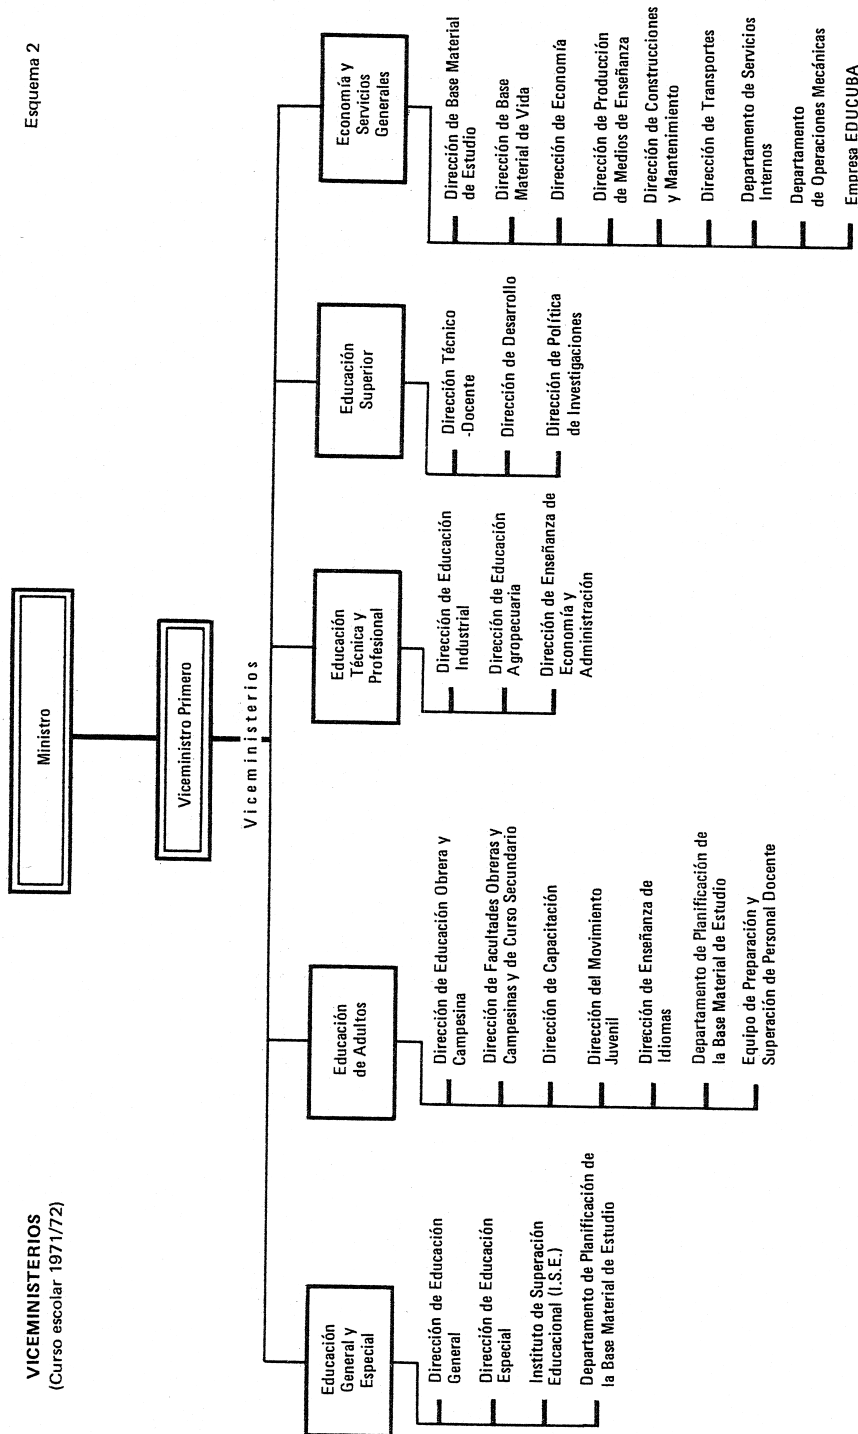 VICEMINISTERIOS
(Curso escolar 1971/72)
Esquema 2
Ministro
Viceministro Primero
Viceministerios
Educación
General y
Especial
Dirección de Educación
General
Dirección de Educación
Especial
Instituto de Superación
Educacional (I.S.E.)
Departamento de Planificación de
la Base Material de Estudio
Educación
de Adultos
Dirección de Educación Obrera y
Campesina
Dirección de Facultades Obreras y
Campesinas y de Curso Secundario
Dirección de Capacitación
Dirección del Movimiento
Juvenil
Dirección de Enseñanza de
Idiomas
Departamento de Planificación de
la Base Material de Estudio
Equipo de Preparación y
Superación de Personal Docente
Educación
Técnica y
Profesional
Dirección de Educación
Industrial
Dirección de Educación
Agropecuaria
Dirección de Enseñanza de
Economía y
Administración
Educación
Superior
Dirección Técnico
-Docente
Dirección de Desarrollo
Dirección de Política
de Investigaciones
Economía y
Servicios
Generales
Dirección de Base Material
de Estudio
Dirección de Base
Material de Vida
Dirección de Economía
Dirección de Producción
de Medios de Enseñanza
Dirección de Construcciones
y Mantenimiento
Dirección de Transportes
Departamento de Servicios
Internos
Departamento
de Operaciones Mecánicas
Empresa EDUCUBA